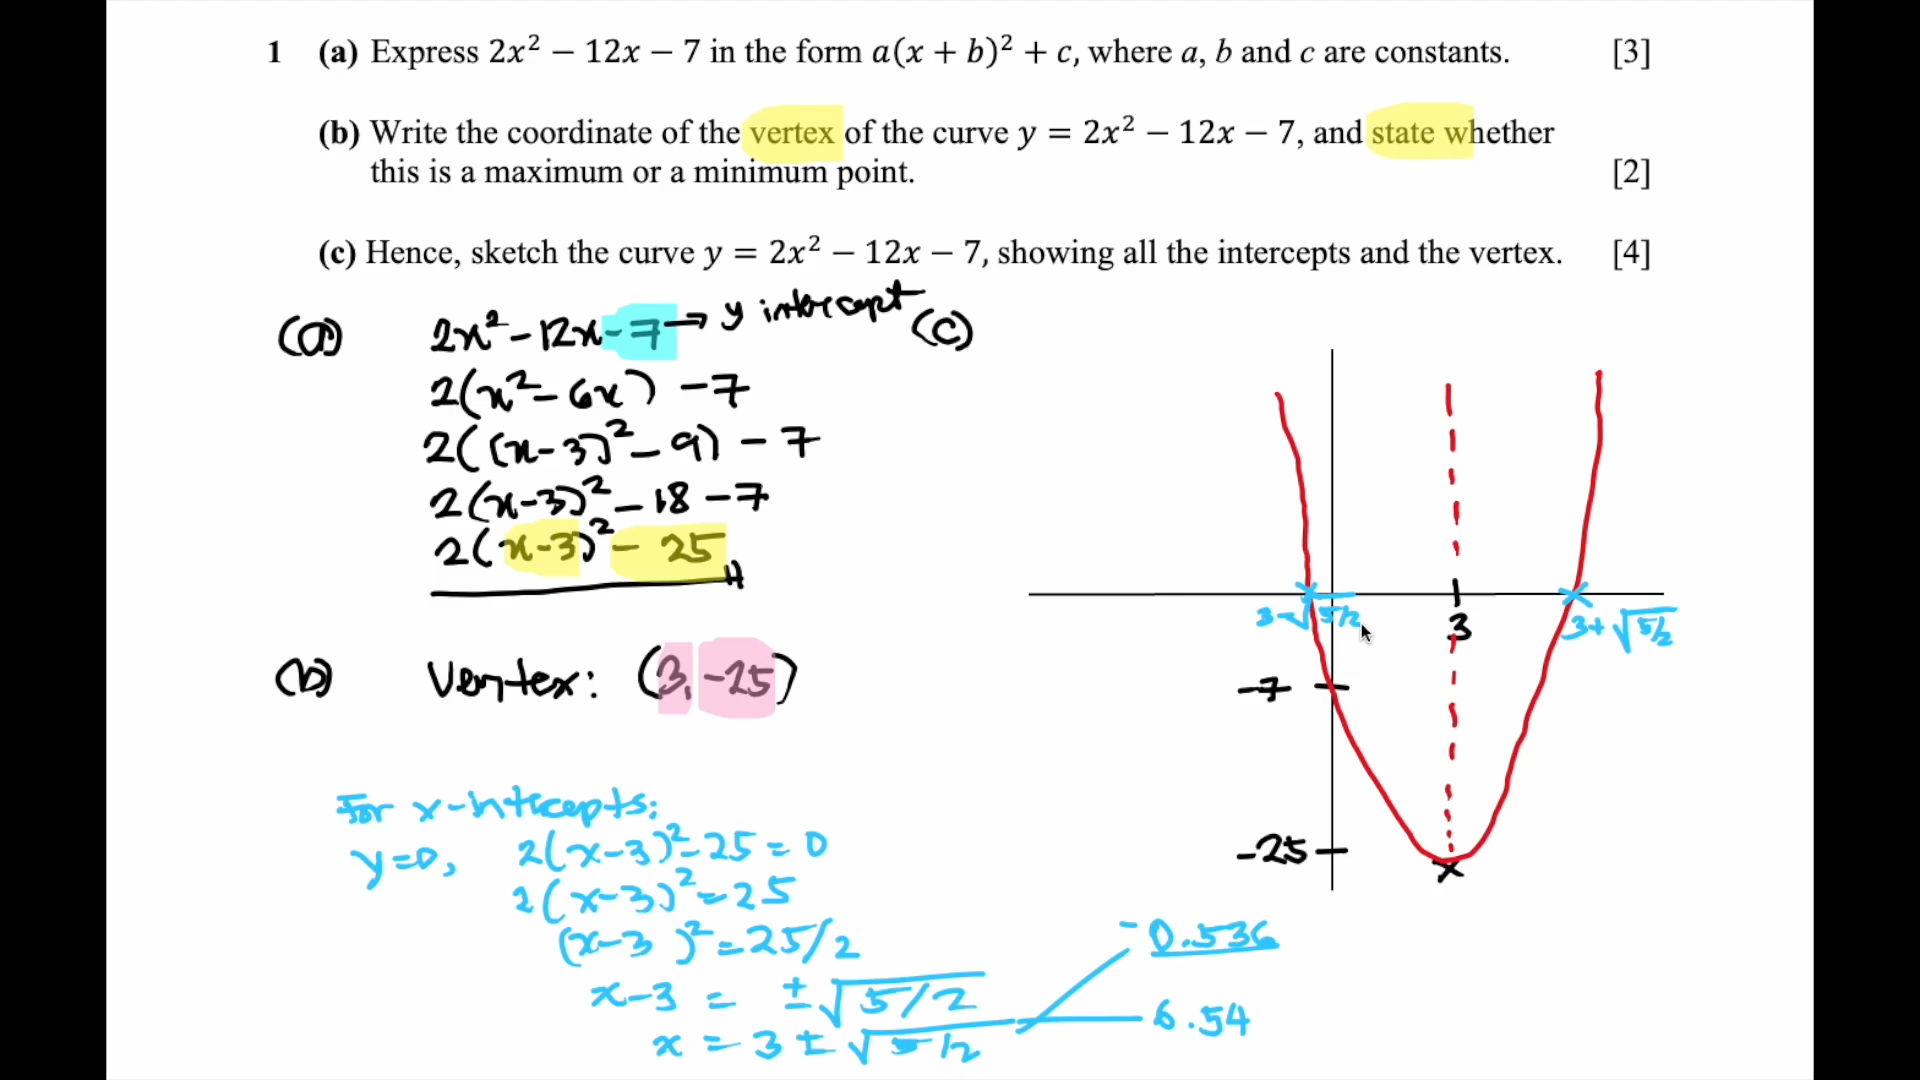 1 (a) Express 2x² − 12x − 7 in the form a(x + b)² + c, where a, b and c are constants. [3]
(b) Write the coordinate of the vertex of the curve y = 2x² − 12x − 7, and state whether
this is a maximum or a minimum point. [2]
(c) Hence, sketch the curve y = 2x² − 12x − 7, showing all the intercepts and the vertex. [4]
(a) 2x² − 12x − 7 → y intercept
2(x² − 6x) − 7
2((x − 3)² − 9) − 7
2(x − 3)² − 18 − 7
2(x − 3)² − 25
(b) Vertex: (3, −25)
For x-intercepts:
y=0, 2(x−3)²−25 = 0
2(x−3)² = 25
(x−3)² = 25/2
x−3 = ±√5/2
x = 3 ± √5/2
-0.536
6.54
(c)
3−√5/2
3
3+√5/2
−7
−25